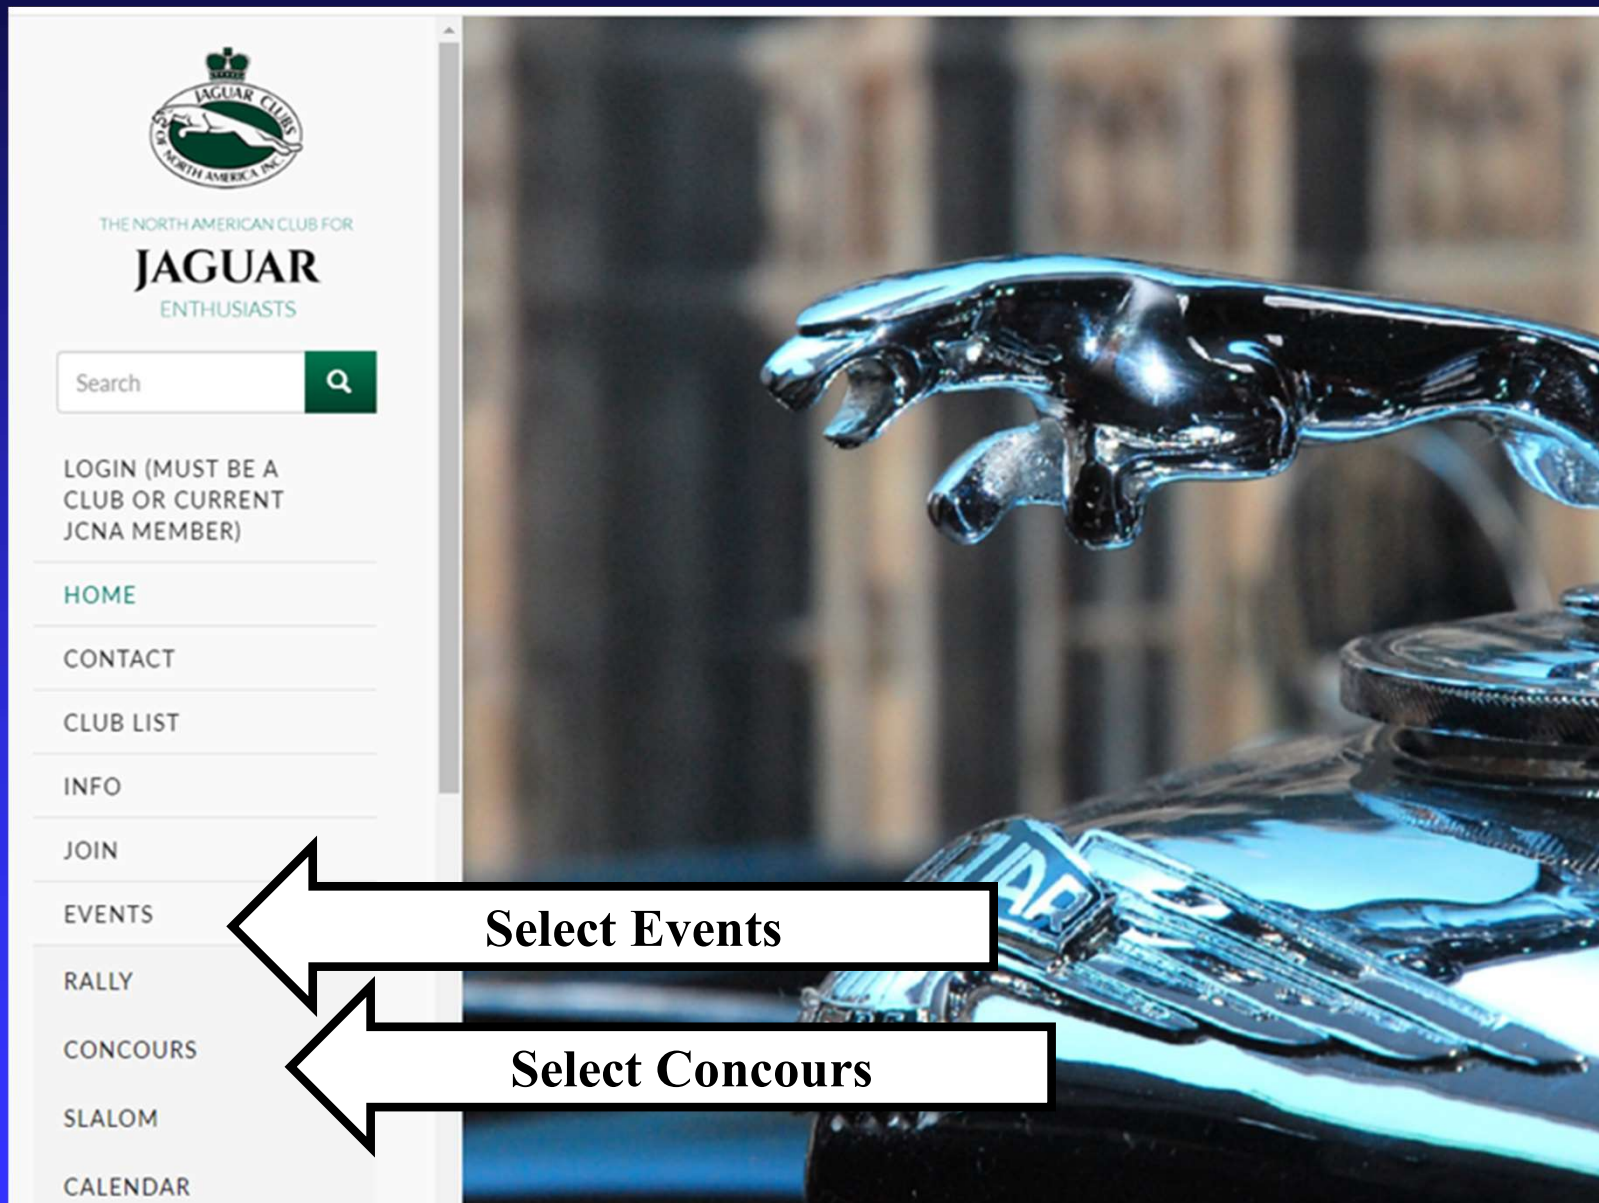 JAGUAR CLUBS
OF NORTH AMERICA INC.
THE NORTH AMERICAN CLUB FOR
JAGUAR
ENTHUSIASTS
Search
LOGIN (MUST BE A
CLUB OR CURRENT
JCNA MEMBER)
HOME
CONTACT
CLUB LIST
INFO
JOIN
EVENTS
Select Events
RALLY
CONCOURS
Select Concours
SLALOM
CALENDAR